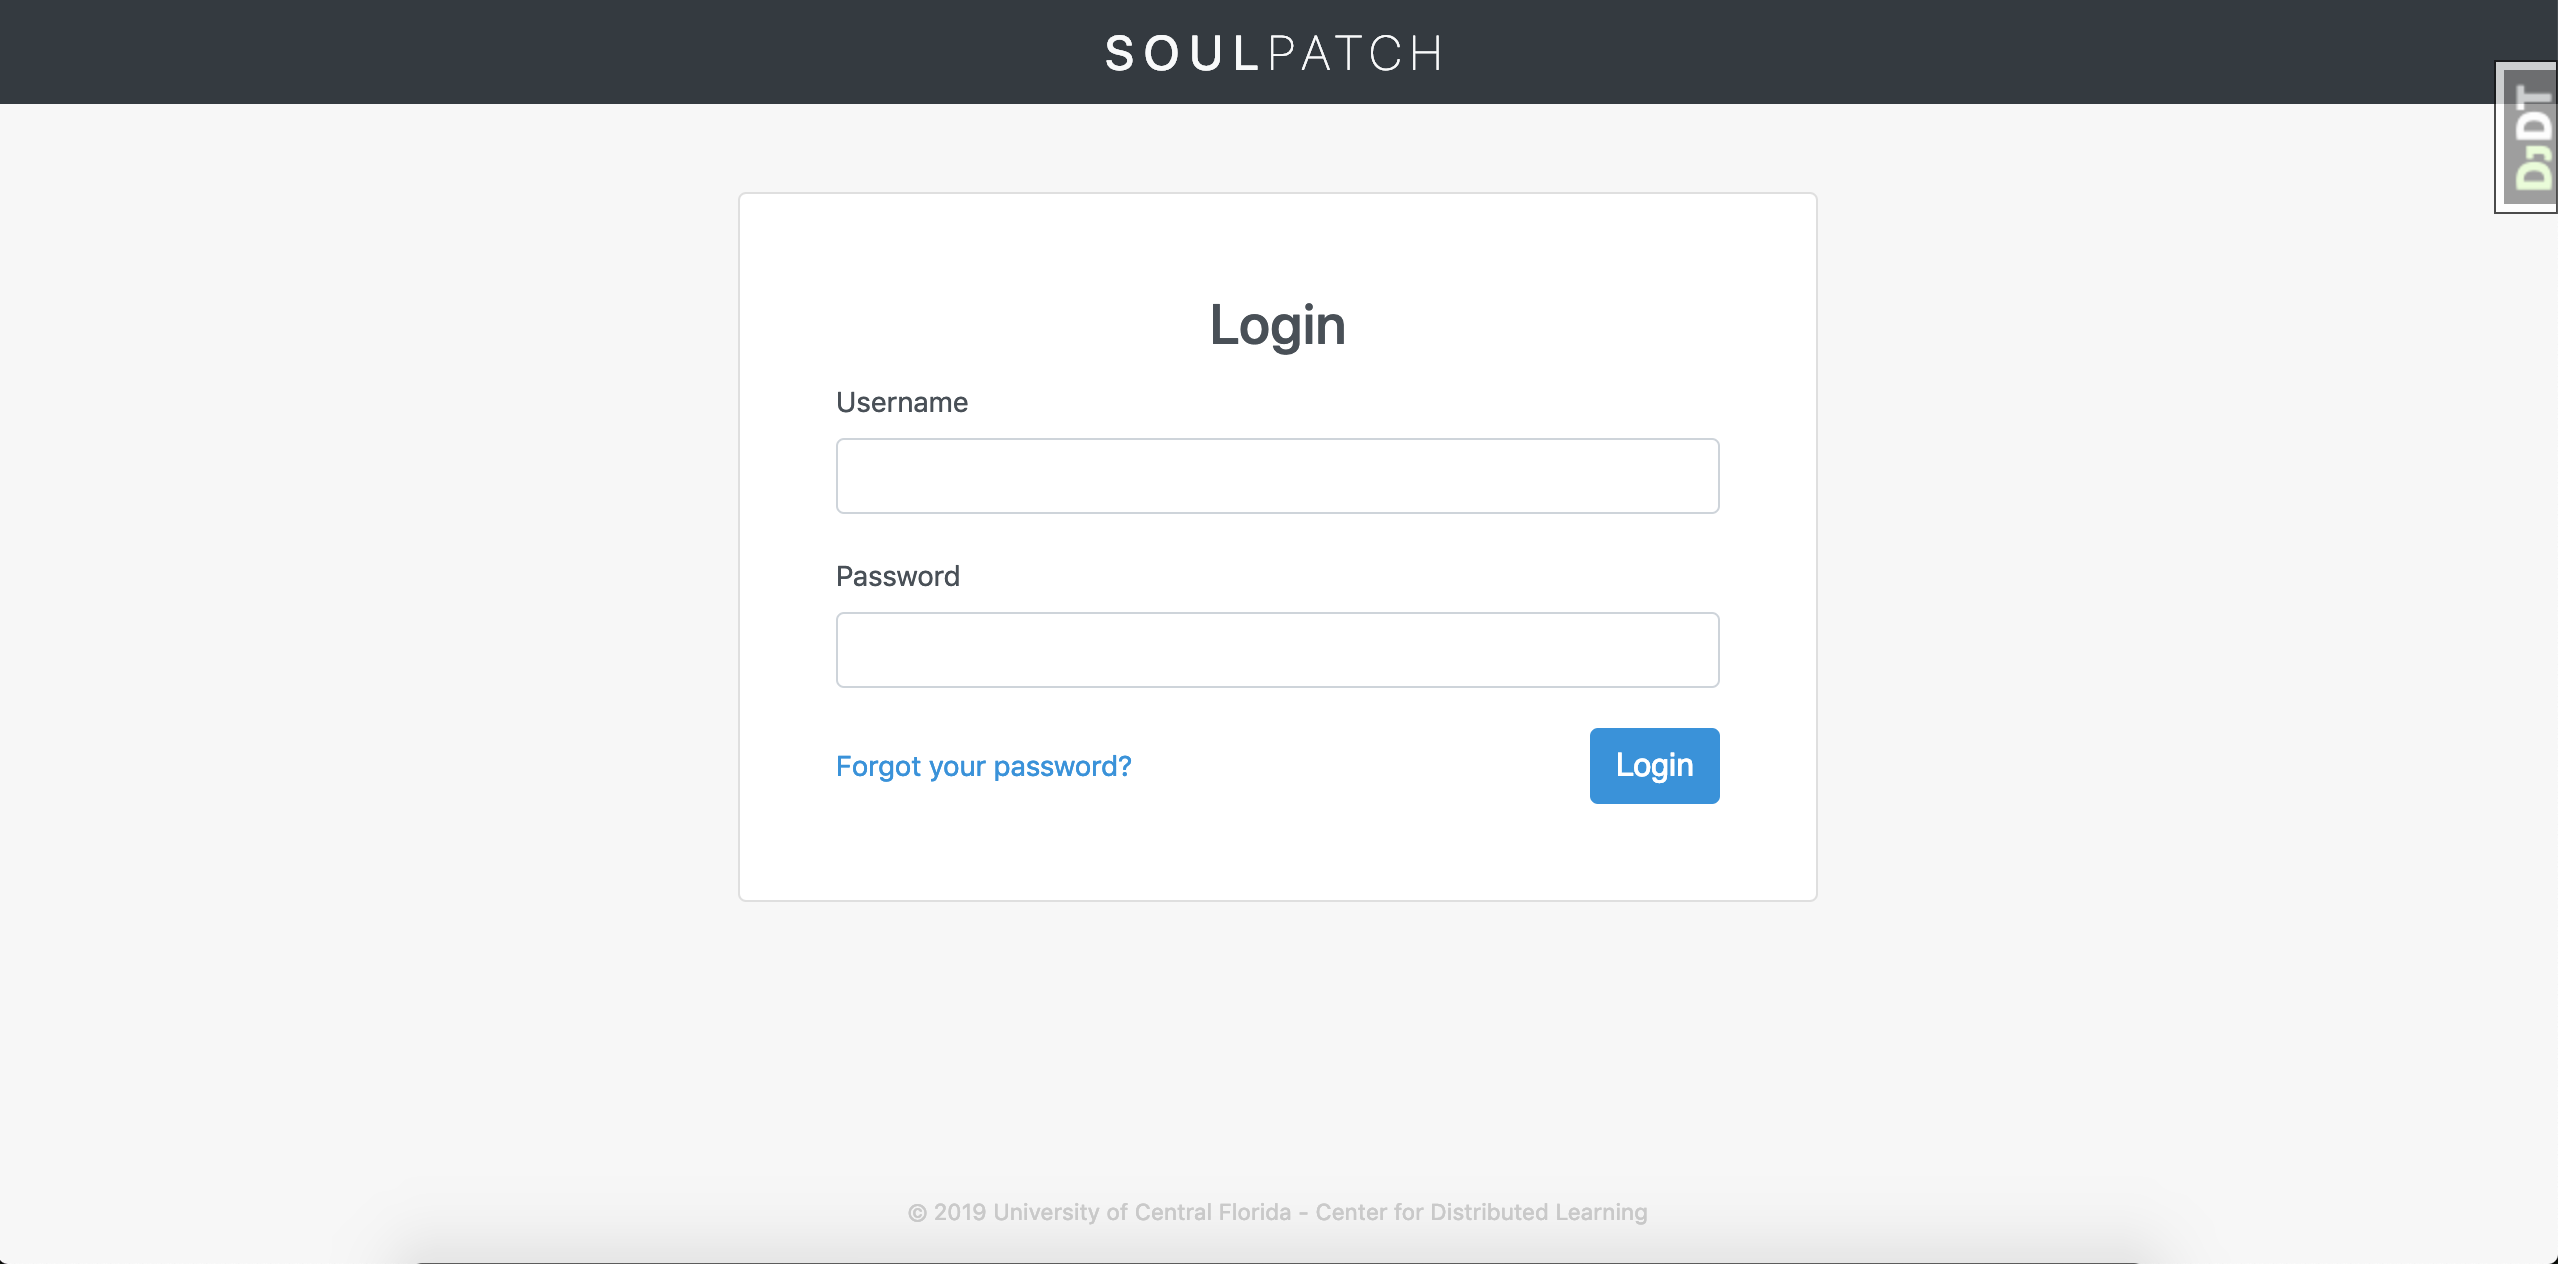 SOULPATCH
DJDT
Login
Username
Password
Forgot your password?
Login
© 2019 University of Central Florida - Center for Distributed Learning